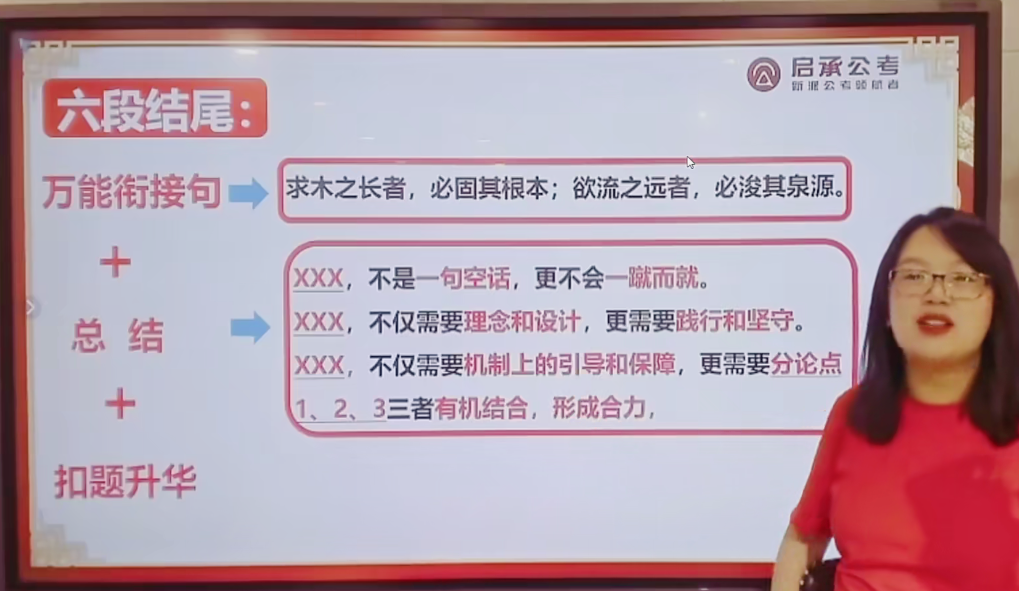 启承公考
六段结尾：
万能衔接句
求木之长者，必固其根本；欲流之远者，必浚其泉源。
+
XXX，不是一句空话，更不会一蹴而就。
XXX，不仅需要理念和设计，更需要践行和坚守。
总 结
XXX，不仅需要机制上的引导和保障，更需要分论点
1、2、3三者有机结合，形成合力，
+
扣题升华